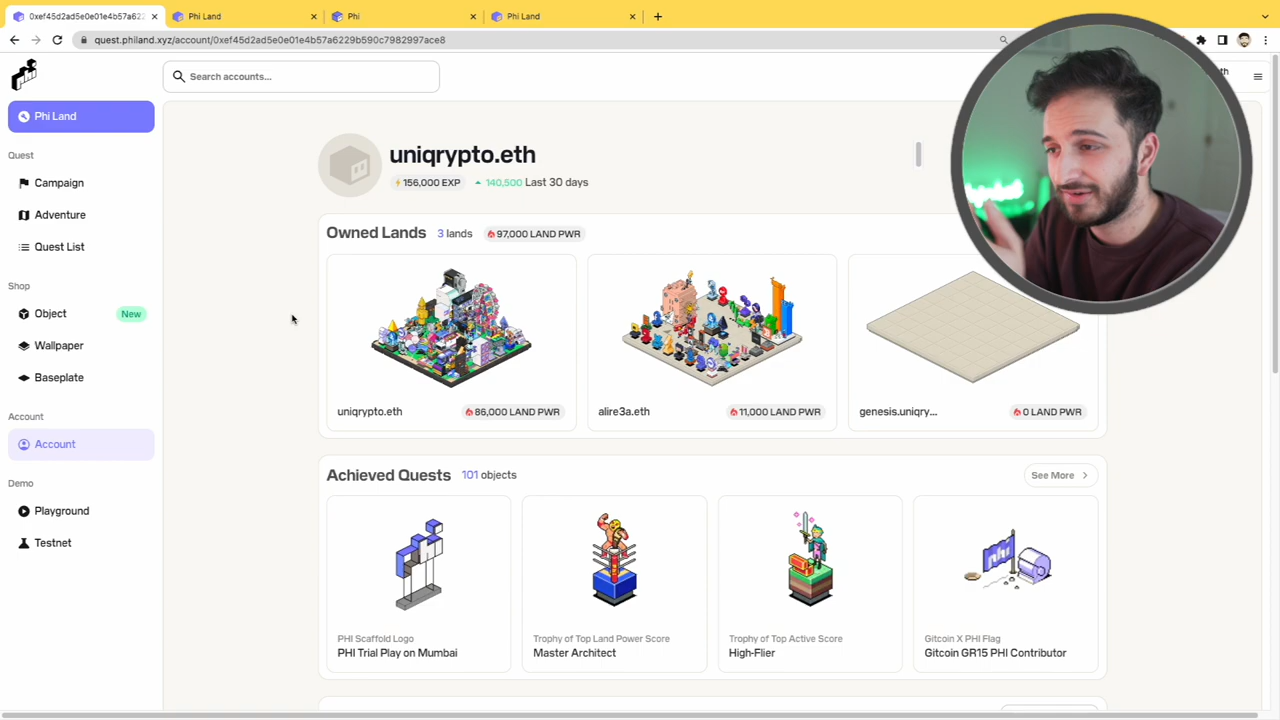 0xef45d2ad5e0e01e4b57a622
Phi Land
Phi
Phi Land
quest.philand.xyz/account/0xef45d2ad5e0e01e4b57a6229b590c7982997ace8
Search accounts...
Phi Land
Quest
Campaign
Adventure
Quest List
Shop
Object
New
Wallpaper
Baseplate
Account
Account
Demo
Playground
Testnet
uniqrypto.eth
156,000 EXP
140,500 Last 30 days
Owned Lands
3 lands
97,000 LAND PWR
uniqrypto.eth
86,000 LAND PWR
alire3a.eth
11,000 LAND PWR
genesis.uniqry...
0 LAND PWR
Achieved Quests
101 objects
See More
PHI Scaffold Logo
PHI Trial Play on Mumbai
Trophy of Top Land Power Score
Master Architect
Trophy of Top Active Score
High-Flier
Gitcoin X PHI Flag
Gitcoin GR15 PHI Contributor